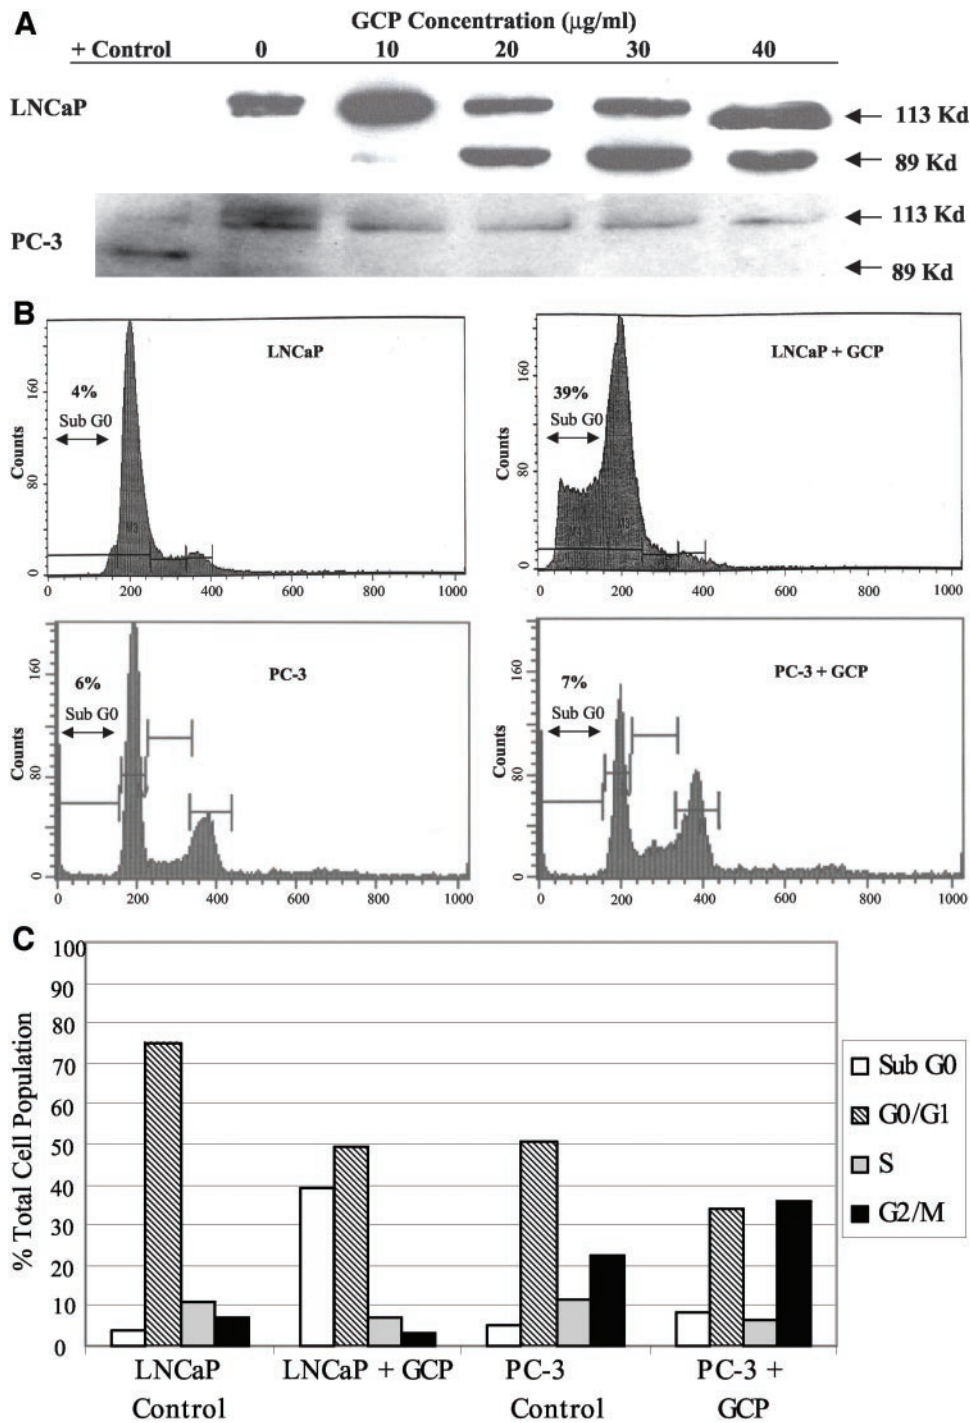 A
GCP Concentration (μg/ml)
+ Control 0 10 20 30 40
LNCaP
113 Kd
89 Kd
PC-3
113 Kd
89 Kd
B
LNCaP
4%
Sub G0
Counts
160
80
0
M3
0 200 400 600 800 1000
LNCaP + GCP
39%
Sub G0
Counts
160
80
0
M3
0 200 400 600 800 1000
PC-3
6%
Sub G0
Counts
160
80
0
0 200 400 600 800 1000
PC-3 + GCP
7%
Sub G0
Counts
160
80
0
0 200 400 600 800 1000
C
% Total Cell Population
100
90
80
70
60
50
40
30
20
10
0
LNCaP Control
LNCaP + GCP
PC-3 Control
PC-3 + GCP
Sub G0
G0/G1
S
G2/M